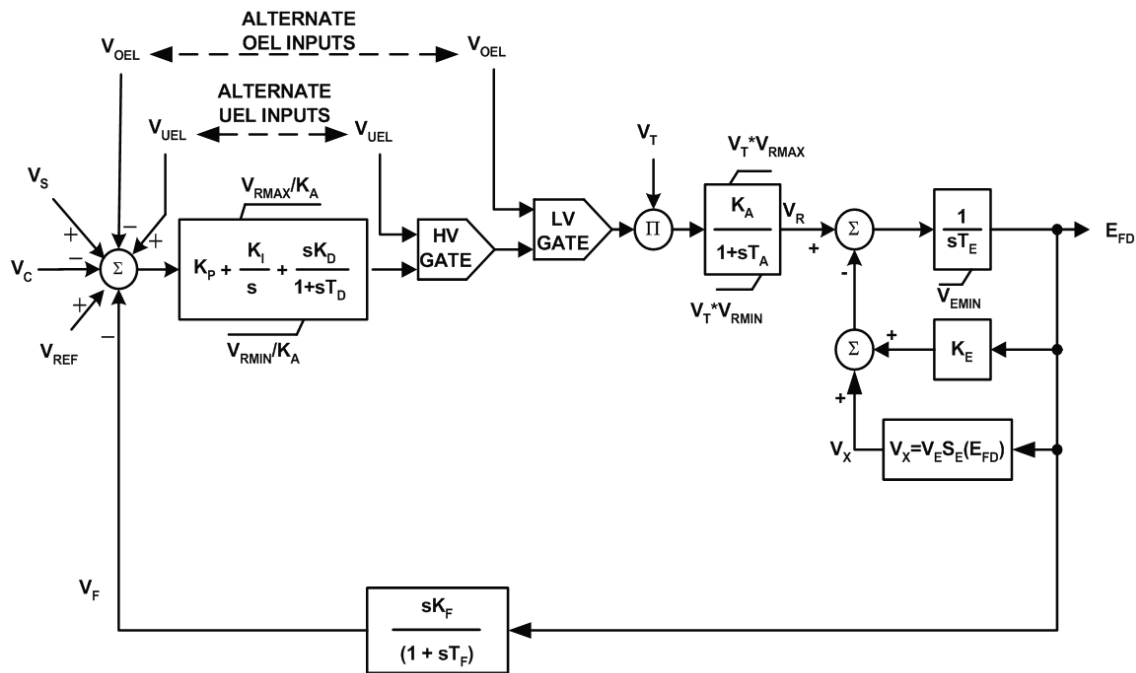 ALTERNATE
OEL INPUTS
V_OEL
V_OEL
ALTERNATE
UEL INPUTS
V_UEL
V_UEL
V_S
V_C
V_REF
+
−
+
−
+
−
Σ
V_RMAX/K_A
K_P + K_I/s + sK_D/1+sT_D
V_RMIN/K_A
HV
GATE
LV
GATE
V_T
Π
V_T*V_RMAX
K_A
1+sT_A
V_T*V_RMIN
V_R
+
Σ
-
1
sT_E
V_EMIN
E_FD
Σ
+
K_E
+
V_X
V_X=V_E S_E(E_FD)
V_F
sK_F
(1 + sT_F)